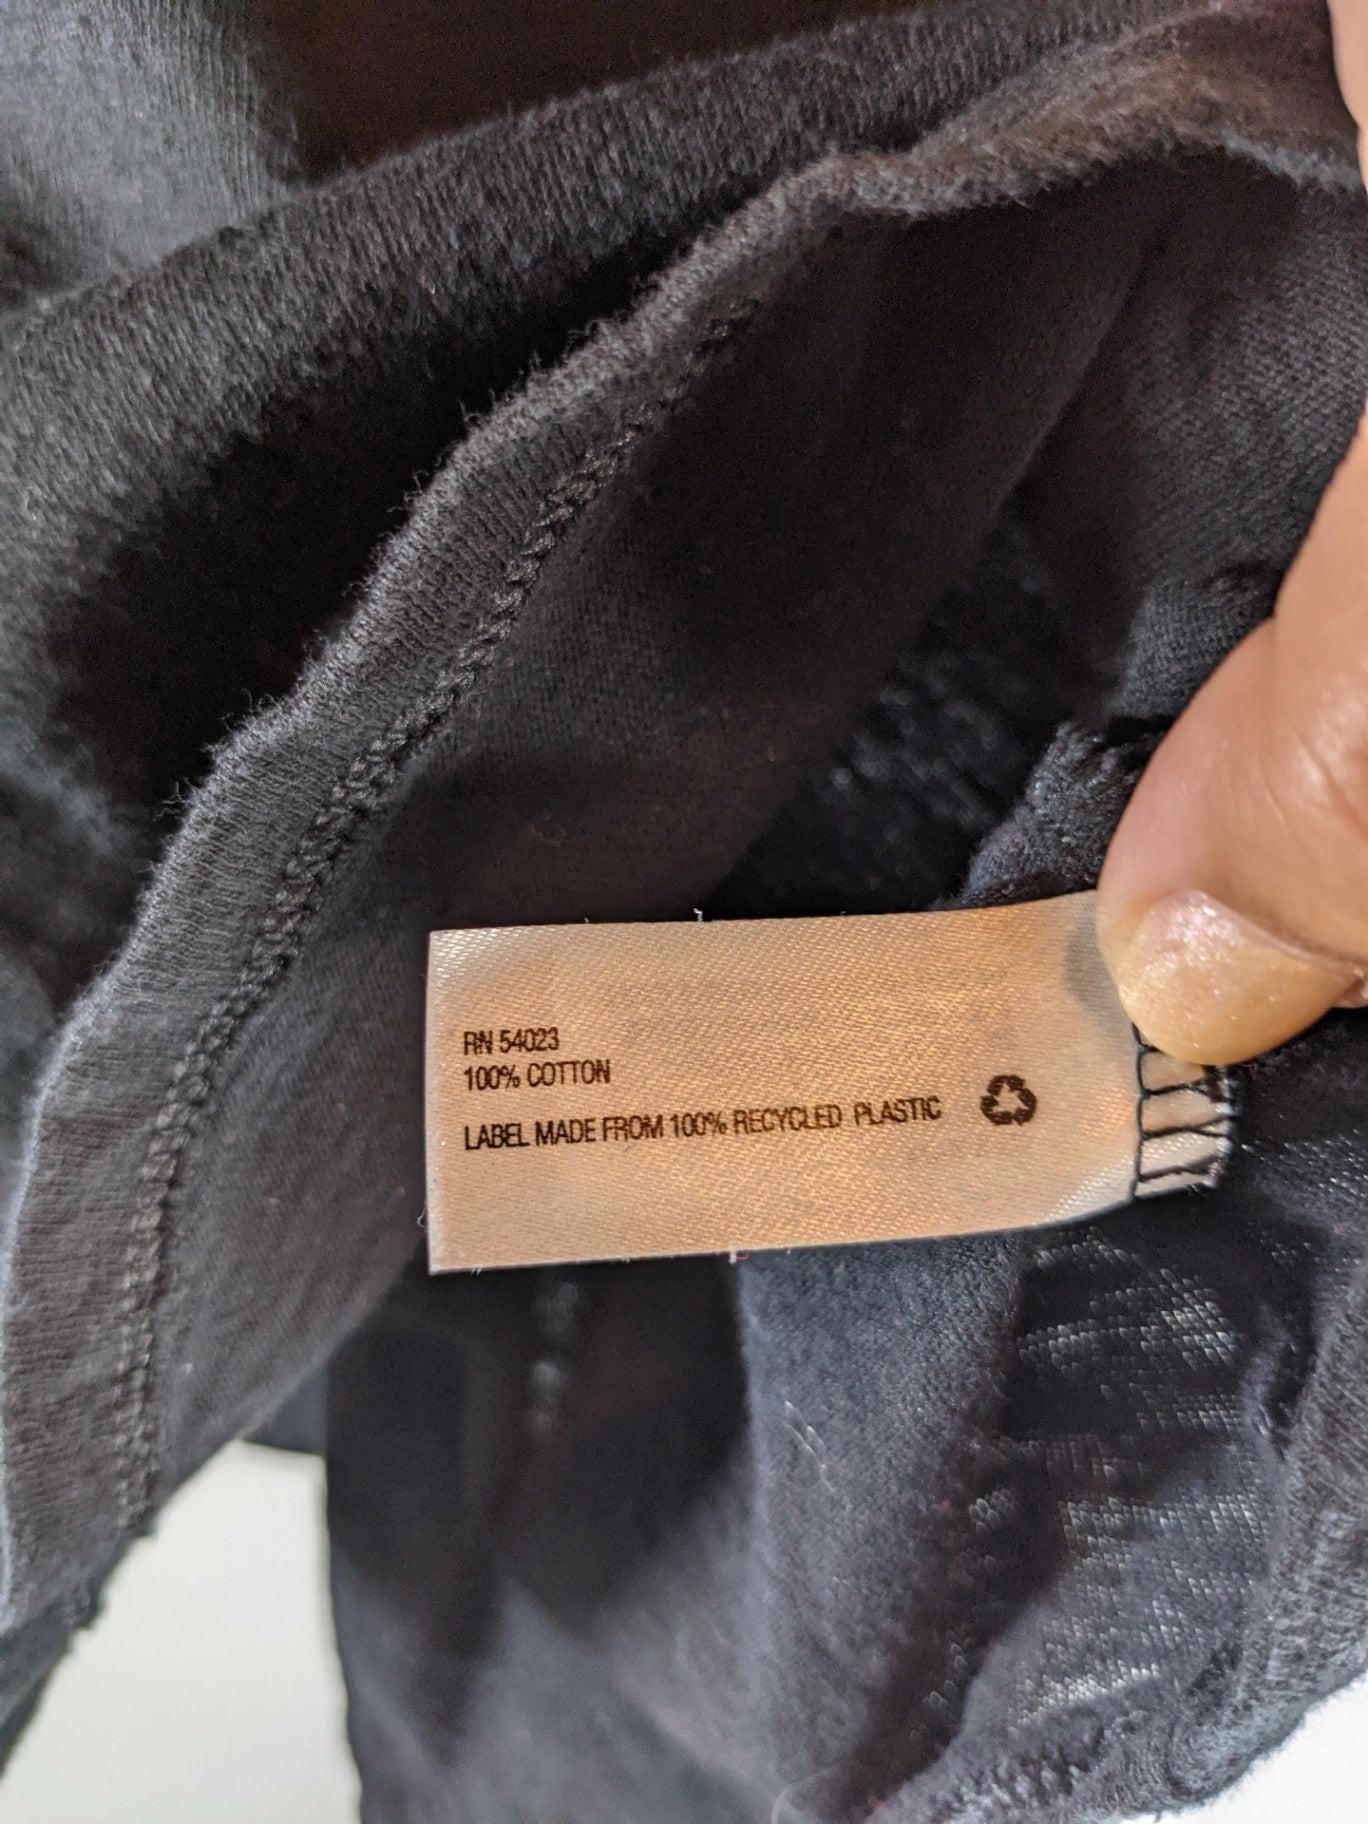 RN 54023
100% COTTON
LABEL MADE FROM 100% RECYCLED PLASTIC